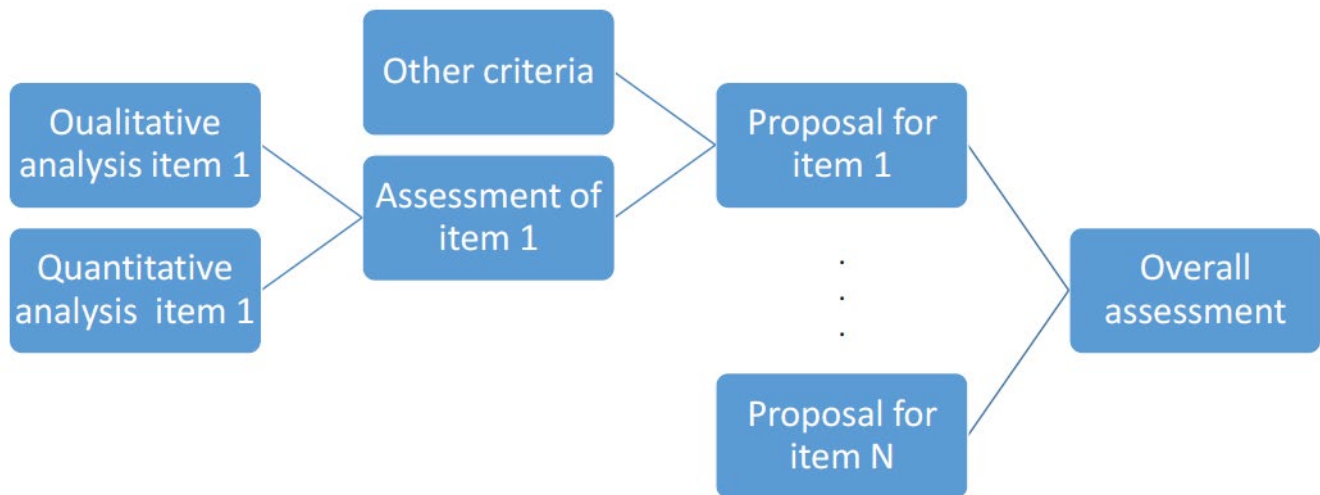 Other criteria
Oualitative
analysis item 1
Proposal for
item 1
Assessment of
item 1
Quantitative
analysis  item 1
.
.
.
Overall
assessment
Proposal for
item N